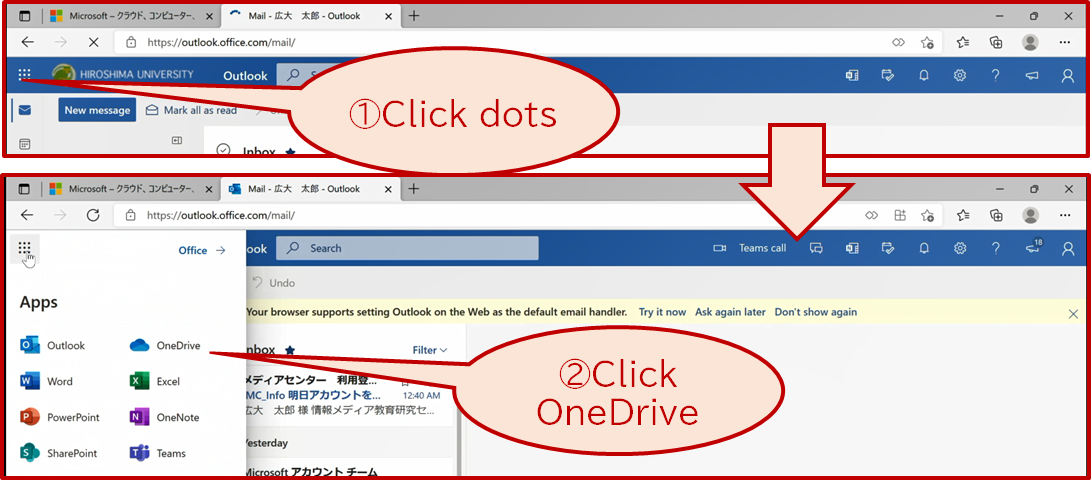 Microsoft – クラウド、コンピューター、
Mail - 広大　太郎 - Outlook
https://outlook.office.com/mail/
HIROSHIMA UNIVERSITY
Outlook
①Click dots
New message
Mark all as read
Inbox
Microsoft – クラウド、コンピューター、
Mail - 広大　太郎 - Outlook
https://outlook.office.com/mail/
Office →
ook
Search
Teams call
18
Undo
Apps
Your browser supports setting Outlook on the Web as the default email handler.
Try it now
Ask again later
Don't show again
Outlook
OneDrive
Word
Excel
PowerPoint
OneNote
SharePoint
Teams
nbox
Filter
メディアセンター　利用登...
MC_Info 明日アカウントを...
12:40 AM
広大　太郎 様 情報メディア教育研究セ...
Yesterday
Microsoft アカウント チーム
②Click
OneDrive